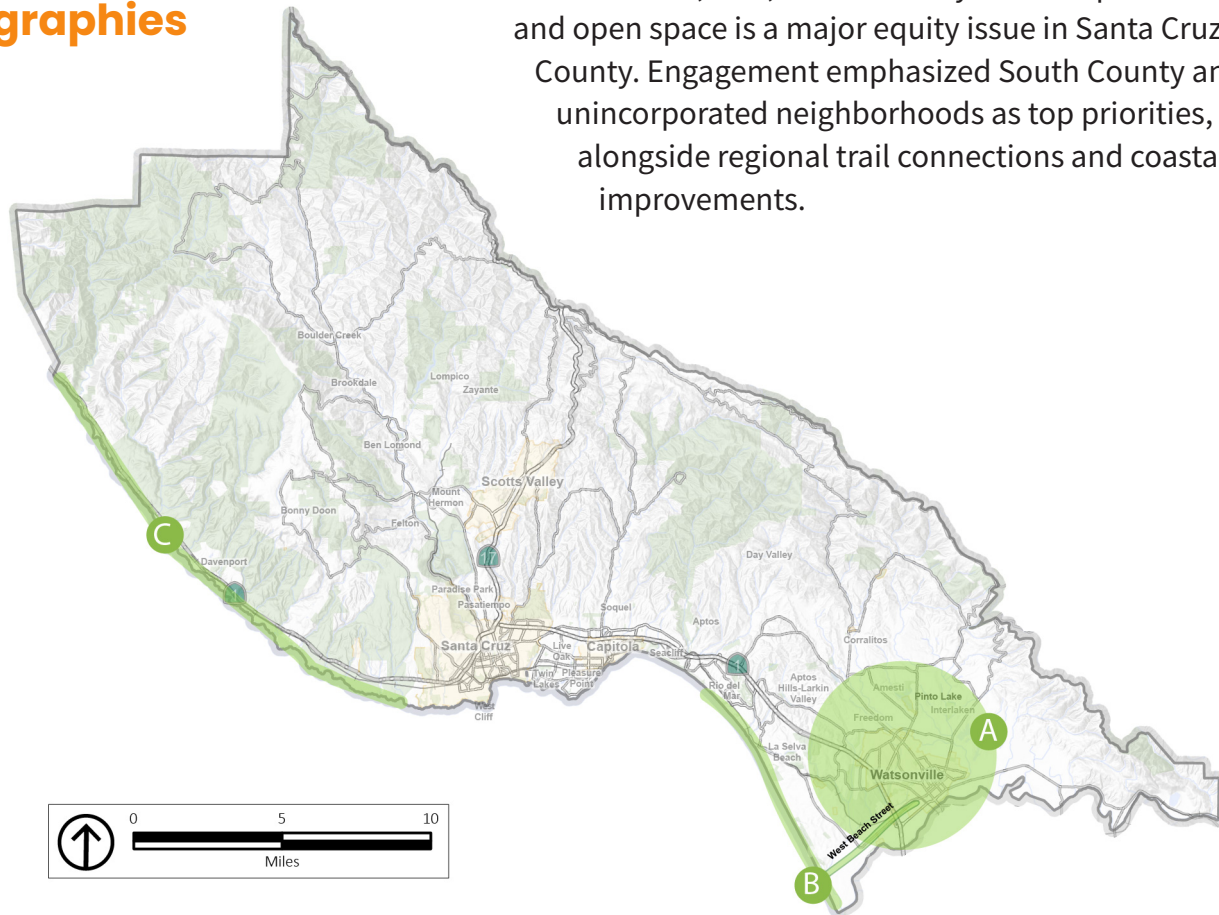 graphies
and open space is a major equity issue in Santa Cruz
County. Engagement emphasized South County an
unincorporated neighborhoods as top priorities,
alongside regional trail connections and coasta
improvements.
Boulder Creek
Brookdale
Lompico
Zayante
Ben Lomond
Scotts Valley
Mount
Hermon
Bonny Doon
Felton
C
17
Davenport
1
Day Valley
Paradise Park
Pasatiempo
Soquel
Aptos
Santa Cruz
Live
Oak
Capitola
Seacliff
Corralitos
Twin
Lakes
Pleasure
Point
1
Rio del
Mar
Aptos
Hills-Larkin
Valley
Amesti
Pinto Lake
Interlaken
West
Cliff
Freedom
A
La Selva
Beach
Watsonville
West Beach Street
B
0 5 10
Miles